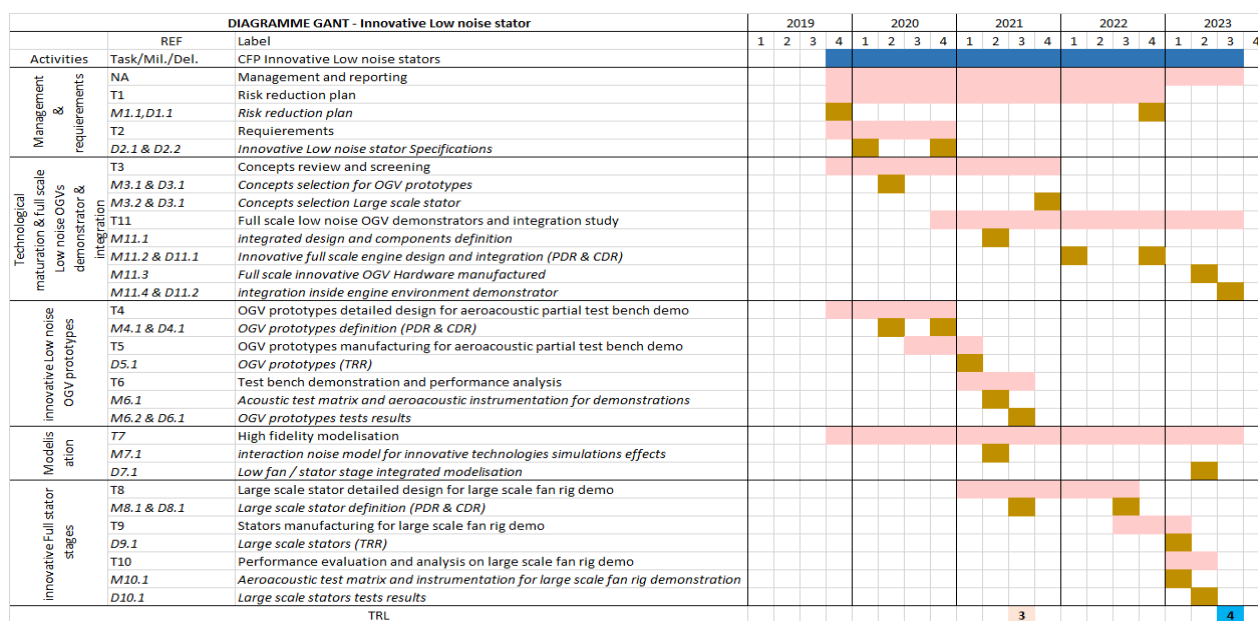 DIAGRAMME GANT - Innovative Low noise stator 2019 2020 2021 2022 2023
REF Label 1 2 3 4 1 2 3 4 1 2 3 4 1 2 3 4 1 2 3 4
Activities Task/Mil./Del. CFP Innovative Low noise stators
Management & requierements
NA Management and reporting
T1 Risk reduction plan
M1.1,D1.1 Risk reduction plan
T2 Requierements
D2.1 & D2.2 Innovative Low noise stator Specifications
Technological maturation & full scale Low noise OGVs demonstrator & integration
T3 Concepts review and screening
M3.1 & D3.1 Concepts selection for OGV prototypes
M3.2 & D3.1 Concepts selection Large scale stator
T11 Full scale low noise OGV demonstrators and integration study
M11.1 integrated design and components definition
M11.2 & D11.1 Innovative full scale engine design and integration (PDR & CDR)
M11.3 Full scale innovative OGV Hardware manufactured
M11.4 & D11.2 integration inside engine environment demonstrator
innovative Low noise OGV prototypes
T4 OGV prototypes detailed design for aeroacoustic partial test bench demo
M4.1 & D4.1 OGV prototypes definition (PDR & CDR)
T5 OGV prototypes manufacturing for aeroacoustic partial test bench demo
D5.1 OGV prototypes (TRR)
T6 Test bench demonstration and performance analysis
M6.1 Acoustic test matrix and aeroacoustic instrumentation for demonstrations
M6.2 & D6.1 OGV prototypes tests results
Modelis ation
T7 High fidelity modelisation
M7.1 interaction noise model for innovative technologies simulations effects
D7.1 Low fan / stator stage integrated modelisation
innovative Full stator stages
T8 Large scale stator detailed design for large scale fan rig demo
M8.1 & D8.1 Large scale stator definition (PDR & CDR)
T9 Stators manufacturing for large scale fan rig demo
D9.1 Large scale stators (TRR)
T10 Performance evaluation and analysis on large scale fan rig demo
M10.1 Aeroacoustic test matrix and instrumentation for large scale fan rig demonstration
D10.1 Large scale stators tests results
TRL 3 4